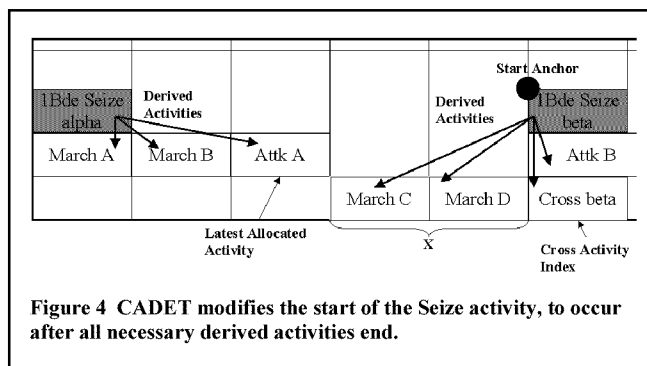 Start Anchor
1Bde Seize
alpha
Derived
Activities
Derived
Activities
1Bde Seize
beta
March A
March B
Attk A
Attk B
March C
March D
Cross beta
Latest Allocated
Activity
X
Cross Activity
Index
Figure 4 CADET modifies the start of the Seize activity, to occur
after all necessary derived activities end.